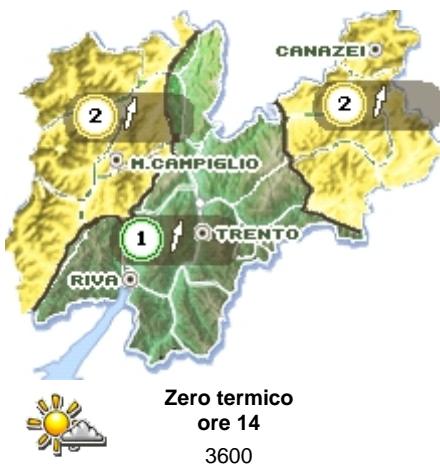 CANAZEI
2
2
M.CAMPIGLIO
1
TRENTO
RIVA
Zero termico
ore 14
3600